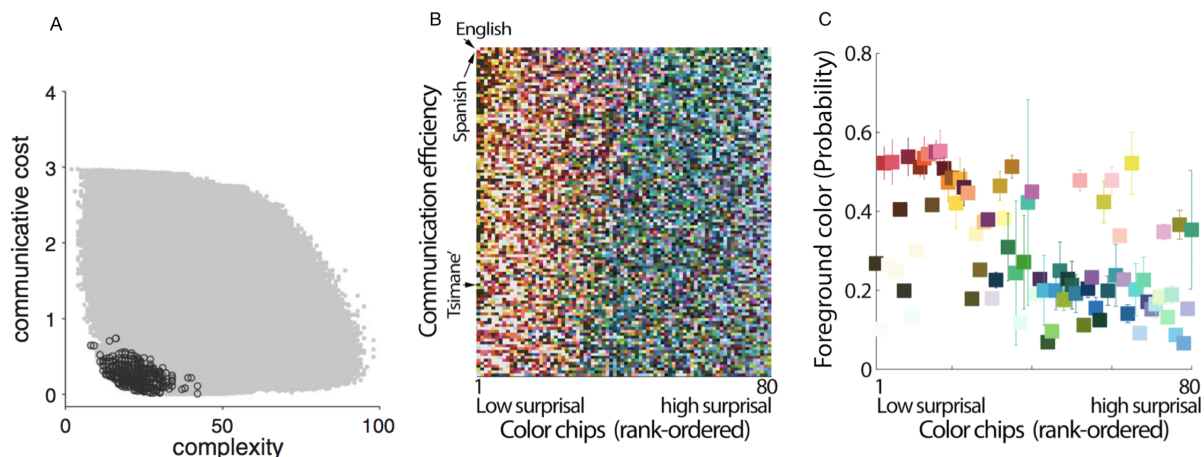 A
communicative cost
4
3
2
1
0
0
50
100
complexity
B
English
Spanish
Tsimane'
Communication efficiency
1
80
Low surprisal
high surprisal
Color chips (rank-ordered)
C
Foreground color (Probability)
0.8
0.6
0.4
0.2
0
1
80
Low surprisal
high surprisal
Color chips (rank-ordered)